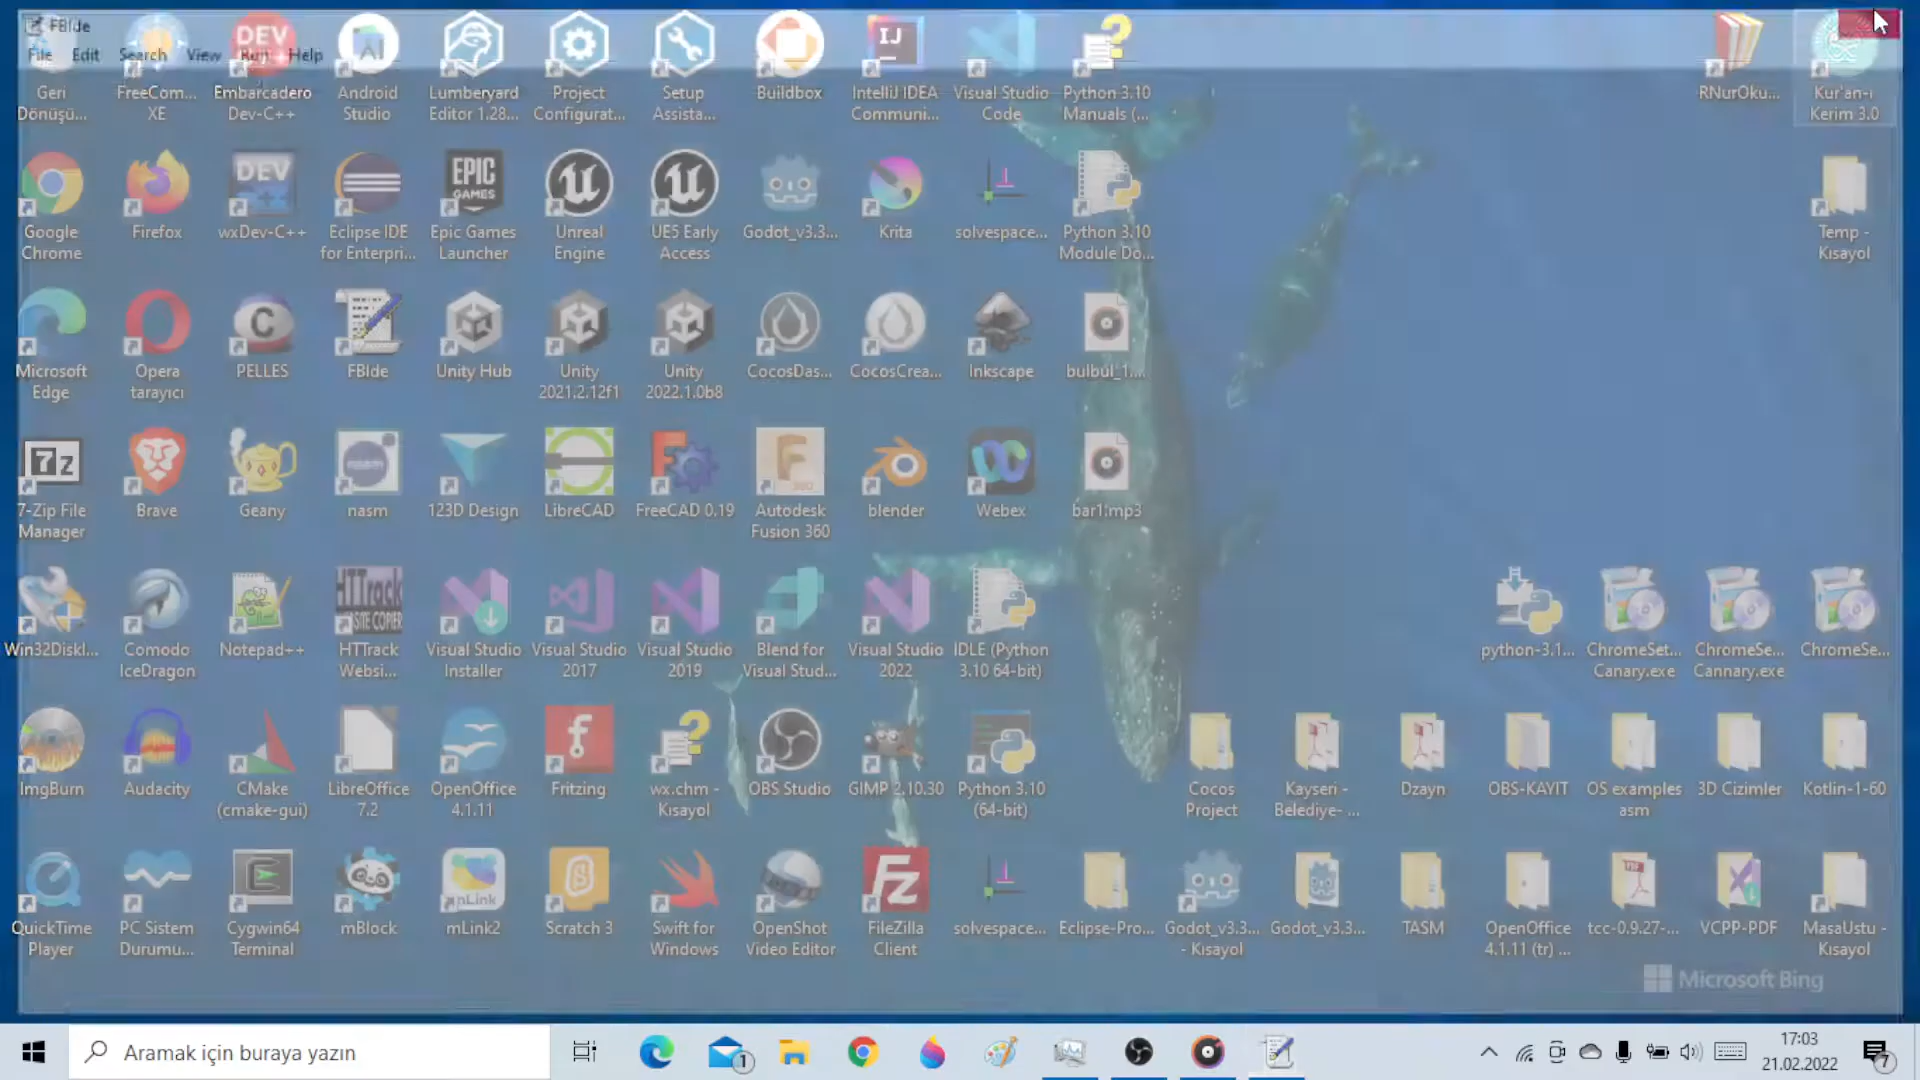 FBIde
File Edit Search View Run Help
Geri Dönüşü...
FreeCom... XE
Embarcadero Dev-C++
Android Studio
Lumberyard Editor 1.28...
Project Configurat...
Setup Assista...
Buildbox
IntelliJ IDEA Communi...
Visual Studio Code
Python 3.10 Manuals (...
RNurOku...
Kur'an-ı Kerim 3.0
Google Chrome
Firefox
wxDev-C++
Eclipse IDE for Enterpri...
Epic Games Launcher
Unreal Engine
UE5 Early Access
Godot_v3.3...
Krita
solvespace...
Python 3.10 Module Do...
Temp - Kısayol
Microsoft Edge
Opera tarayıcı
PELLES
FBIde
Unity Hub
Unity 2021.2.12f1
Unity 2022.1.0b8
CocosDas...
CocosCrea...
Inkscape
bulbul_1....
7-Zip File Manager
Brave
Geany
nasm
123D Design
LibreCAD
FreeCAD 0.19
Autodesk Fusion 360
blender
Webex
bar1.mp3
Win32DiskI...
Comodo IceDragon
Notepad++
HTTrack Websi...
Visual Studio Installer
Visual Studio 2017
Visual Studio 2019
Blend for Visual Stud...
Visual Studio 2022
IDLE (Python 3.10 64-bit)
python-3.1...
ChromeSet... Canary.exe
ChromeSe... Cannary.exe
ChromeSe...
ImgBurn
Audacity
CMake (cmake-gui)
LibreOffice 7.2
OpenOffice 4.1.11
Fritzing
wx.chm - Kısayol
OBS Studio
GIMP 2.10.30
Python 3.10 (64-bit)
Cocos Project
Kayseri - Belediye- ...
Dzayn
OBS-KAYIT
OS examples asm
3D Cizimler
Kotlin-1-60
QuickTime Player
PC Sistem Durumu...
Cygwin64 Terminal
mBlock
mLink2
Scratch 3
Swift for Windows
OpenShot Video Editor
FileZilla Client
solvespace...
Eclipse-Pro...
Godot_v3.3... - Kısayol
Godot_v3.3...
TASM
OpenOffice 4.1.11 (tr) ...
tcc-0.9.27-...
VCPP-PDF
MasaUstu - Kısayol
Microsoft Bing
Aramak için buraya yazın
1
17:03
21.02.2022
7